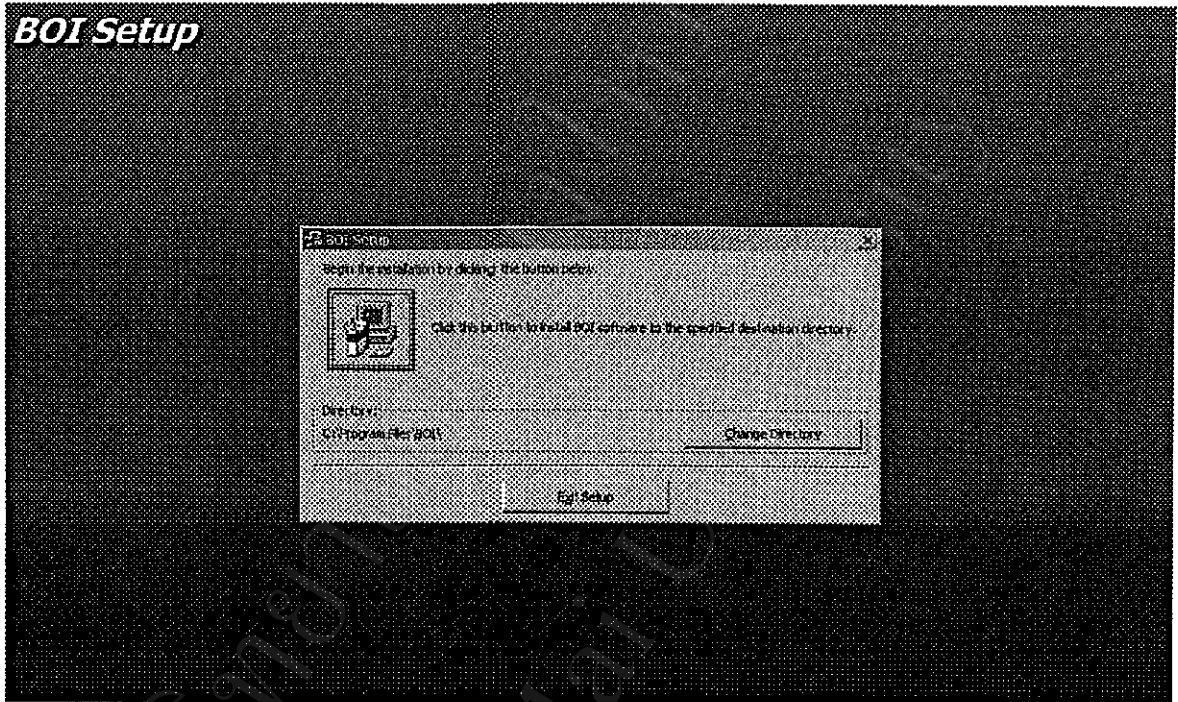 BOI Setup
BOI Setup
Begin the installation by clicking the button below.
Click this button to install BOI software to the specified destination directory.
Directory:
C:\Program Files\BOI\
Change Directory
Exit Setup